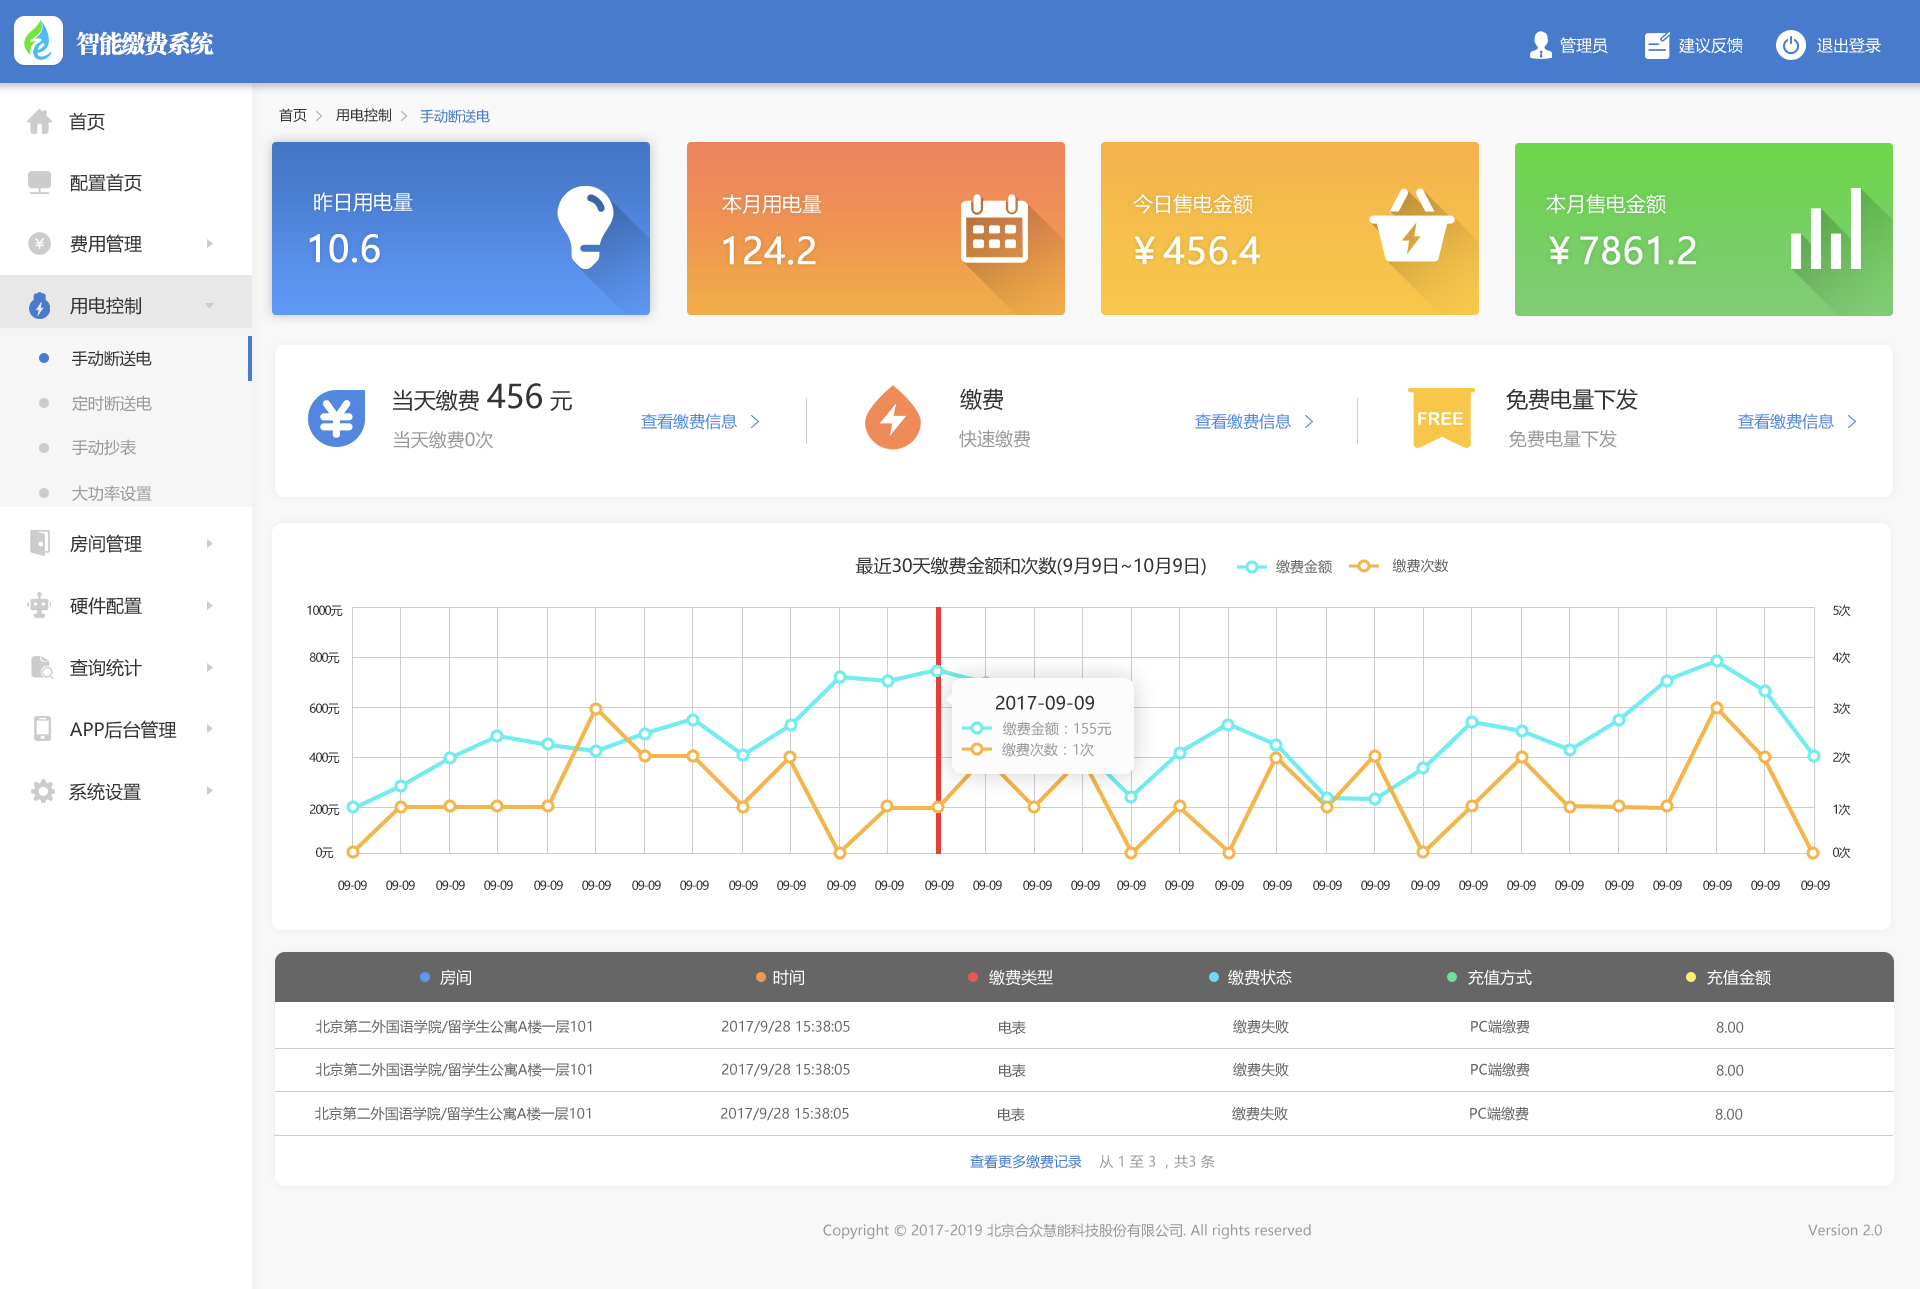 智能缴费系统
管理员
建议反馈
退出登录
首页
配置首页
¥ 费用管理
用电控制
手动断送电
定时断送电
手动抄表
大功率设置
房间管理
硬件配置
查询统计
APP后台管理
系统设置
首页 > 用电控制 > 手动断送电
昨日用电量
10.6
本月用电量
124.2
今日售电金额
¥ 456.4
本月售电金额
¥ 7861.2
¥
当天缴费 456 元
当天缴费0次
查看缴费信息 >
缴费
快速缴费
查看缴费信息 >
FREE
免费电量下发
免费电量下发
查看缴费信息 >
最近30天缴费金额和次数(9月9日~10月9日)
缴费金额
缴费次数
1000元
800元
600元
400元
200元
0元
5次
4次
3次
2次
1次
0次
2017-09-09
缴费金额：155元
缴费次数：1次
09-09 09-09 09-09 09-09 09-09 09-09 09-09 09-09 09-09 09-09 09-09 09-09 09-09 09-09 09-09 09-09 09-09 09-09 09-09 09-09 09-09 09-09 09-09 09-09 09-09 09-09 09-09 09-09 09-09 09-09 09-09
房间 时间 缴费类型 缴费状态 充值方式 充值金额
北京第二外国语学院/留学生公寓A楼一层101 2017/9/28 15:38:05 电表 缴费失败 PC端缴费 8.00
北京第二外国语学院/留学生公寓A楼一层101 2017/9/28 15:38:05 电表 缴费失败 PC端缴费 8.00
北京第二外国语学院/留学生公寓A楼一层101 2017/9/28 15:38:05 电表 缴费失败 PC端缴费 8.00
查看更多缴费记录 从 1 至 3 ，共3 条
Copyright © 2017-2019 北京合众慧能科技股份有限公司. All rights reserved
Version 2.0